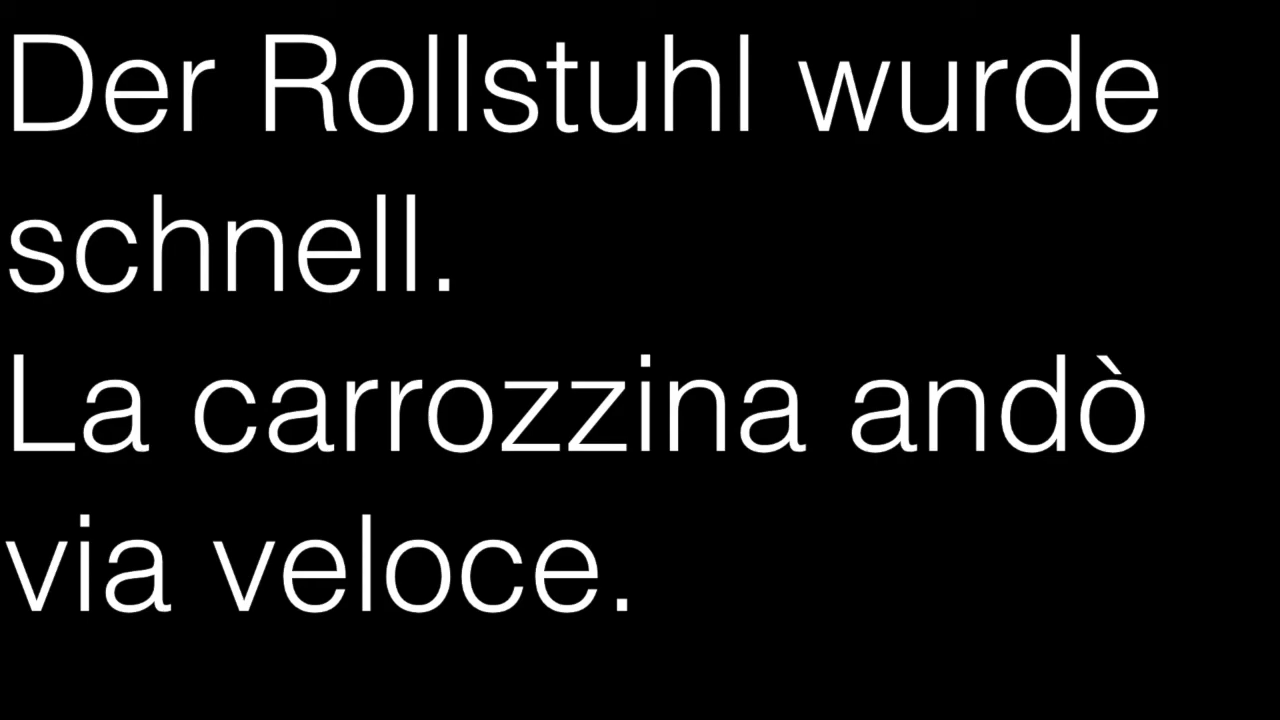 Der Rollstuhl wurde
schnell.
La carrozzina andò
via veloce.